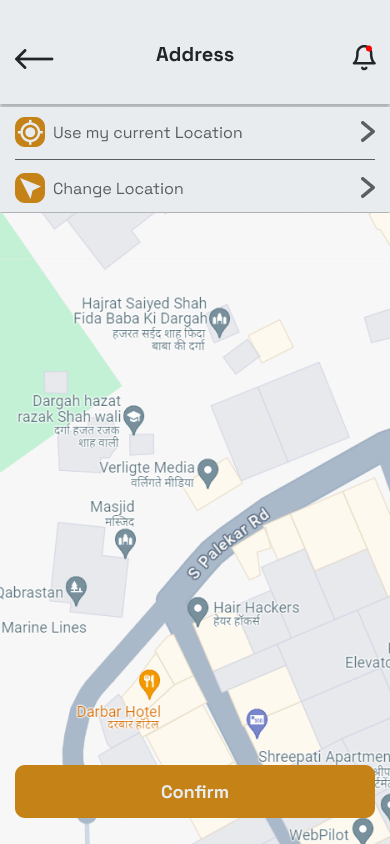 Address
Use my current Location
Change Location
Hajrat Saiyed Shah
Fida Baba Ki Dargah
हजरत सईद शाह फिदा
बाबा की दर्गा
Dargah hazat
razak Shah wali
दर्गा हजत रजक
शाह वाली
Verligte Media
वर्लिगते मीडिया
Masjid
मस्जिद
S Palekar Rd
Qabrastan
Hair Hackers
हेयर हॉकर्स
Marine Lines
Elevato
Darbar Hotel
दरबार हॉटेल
Shreepati Apartmen
Confirm
WebPilot